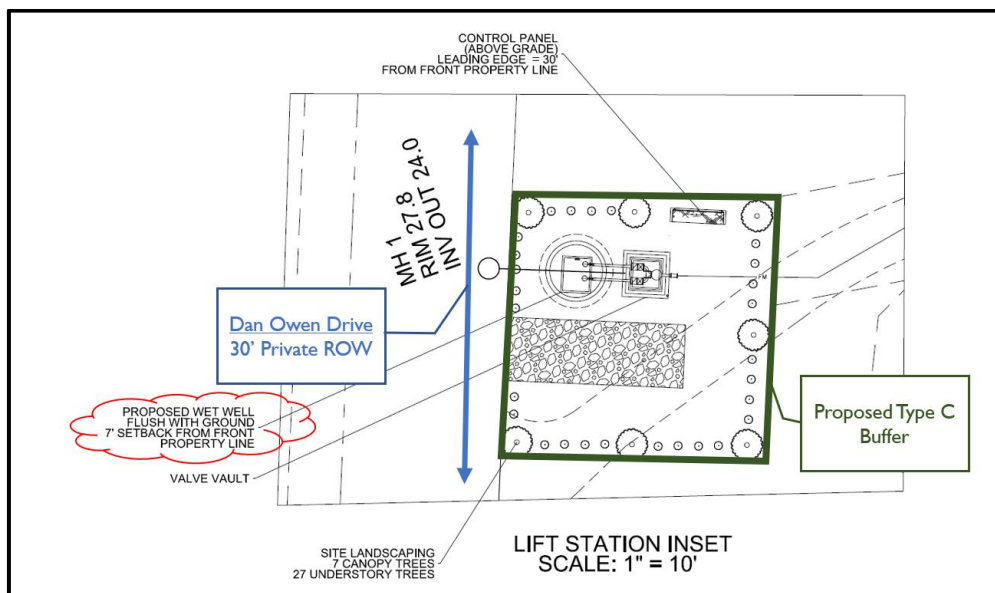 CONTROL PANEL
(ABOVE GRADE)
LEADING EDGE = 30'
FROM FRONT PROPERTY LINE
MH 1
RIM 27.8
INV OUT 24.0
Dan Owen Drive
30' Private ROW
FM
PROPOSED WET WELL
FLUSH WITH GROUND
7' SETBACK FROM FRONT
PROPERTY LINE
Proposed Type C
Buffer
VALVE VAULT
SITE LANDSCAPING
7 CANOPY TREES
27 UNDERSTORY TREES
LIFT STATION INSET
SCALE: 1" = 10'